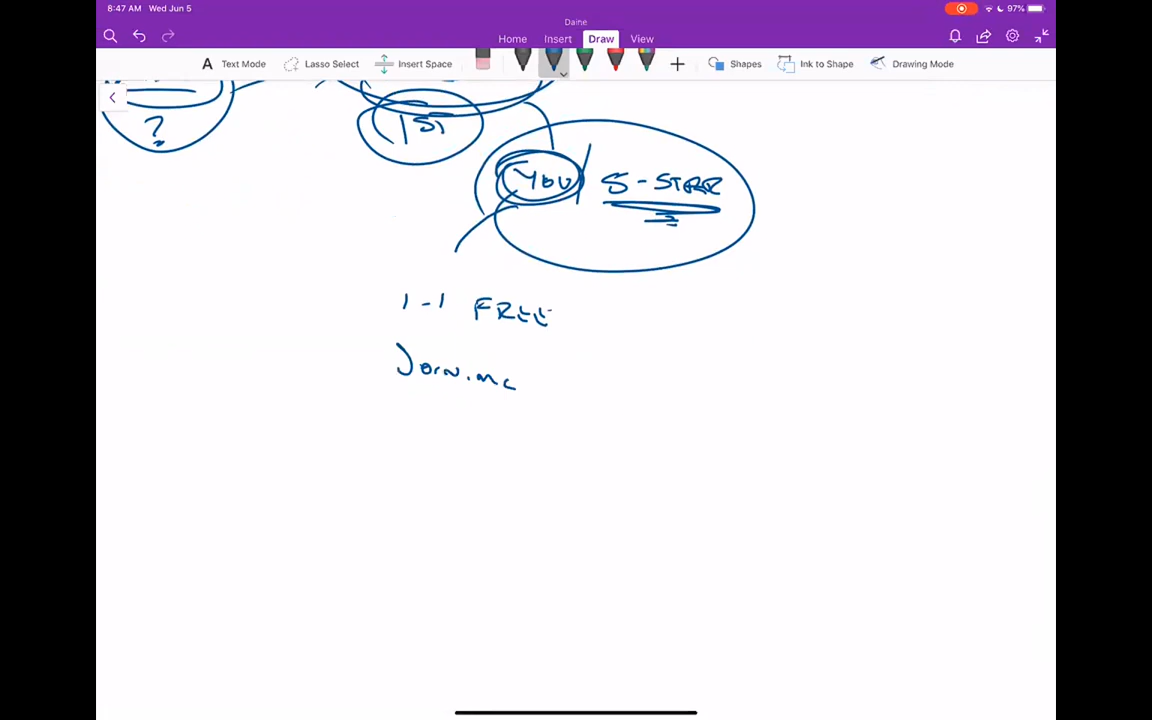 8:47 AM Wed Jun 5
97%
Daine
Home Insert Draw View
A Text Mode Lasso Select Insert Space + Shapes Ink to Shape Drawing Mode
?
1ST
YOU 5-STAR
1-1 FREE
Join.me